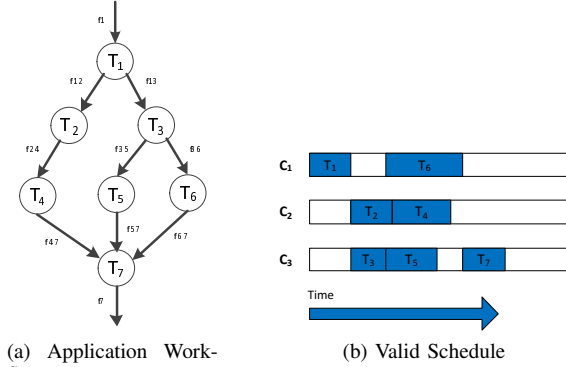 f1
T1
f12
f13
T2
T3
f24
f35
f36
T4
T5
T6
f47
f57
f67
T7
f7
(a) Application Work-
C1
T1
T6
C2
T2
T4
C3
T3
T5
T7
Time
(b) Valid Schedule